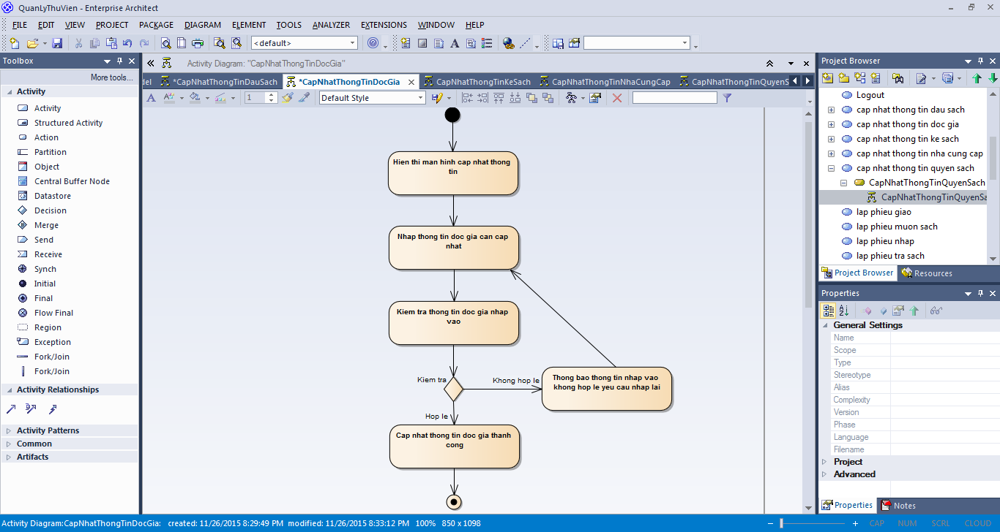 QuanLyThuVien - Enterprise Architect
FILE EDIT VIEW PROJECT PACKAGE DIAGRAM ELEMENT TOOLS ANALYZER EXTENSIONS WINDOW HELP
<default>
Toolbox
More tools...
Activity
Activity
Structured Activity
Action
Partition
Object
Central Buffer Node
Datastore
Decision
Merge
Send
Receive
Synch
Initial
Final
Flow Final
Region
Exception
Fork/Join
Fork/Join
Activity Relationships
Activity Patterns
Common
Artifacts
Activity Diagram: "CapNhatThongTinDocGia"
del *CapNhatThongTinDauSach *CapNhatThongTinDocGia CapNhatThongTinKeSach CapNhatThongTinNhaCungCap CapNhatThongTinQuyenS
A 1 Default Style
Hien thi man hinh cap nhat thong
tin
Nhap thong tin doc gia can cap
nhat
Kiem tra thong tin doc gia nhap
vao
Kiem tra
Khong hop le
Thong bao thong tin nhap vao
khong hop le yeu cau nhap lai
Hop le
Cap nhat thong tin doc gia thanh
cong
Project Browser
Logout
cap nhat thong tin dau sach
cap nhat thong tin doc gia
cap nhat thong tin ke sach
cap nhat thong tin nha cung cap
cap nhat thong tin quyen sach
CapNhatThongTinQuyenSach
CapNhatThongTinQuyenSa
lap phieu giao
lap phieu muon sach
lap phieu nhap
lap phieu tra sach
Project Browser Resources
Properties
General Settings
Name
Scope
Type
Stereotype
Alias
Complexity
Version
Phase
Language
Filename
Project
Advanced
Properties Notes
Activity Diagram:CapNhatThongTinDocGia: created: 11/26/2015 8:29:49 PM modified: 11/26/2015 8:33:12 PM 100% 850 x 1098
CAP NUM SCRL CLOUD